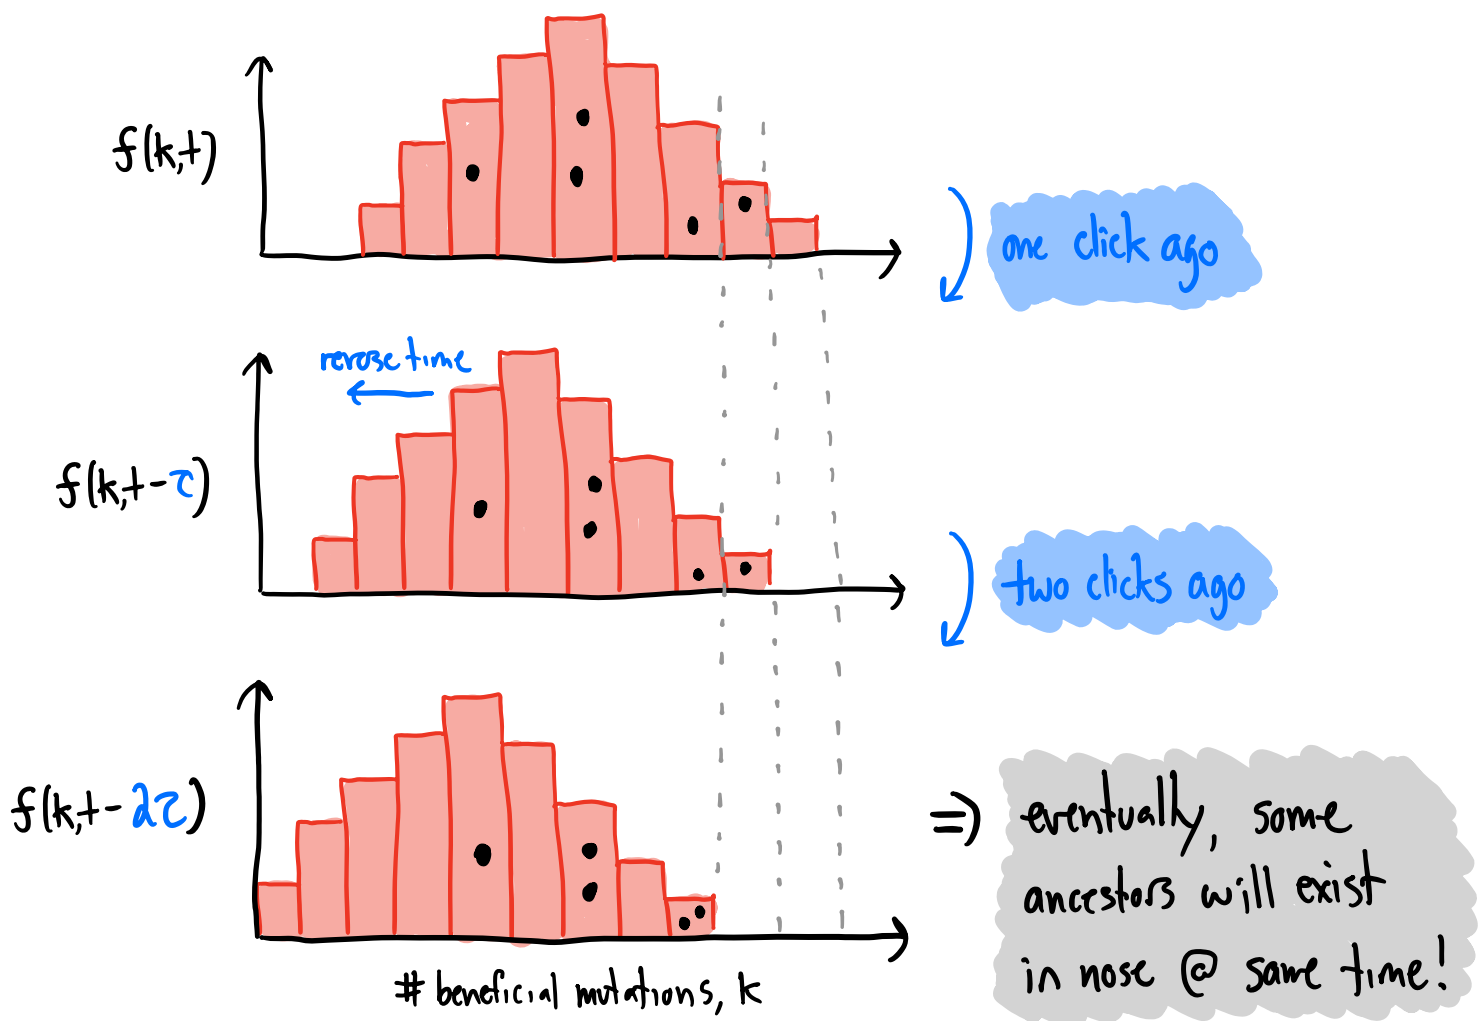 f(k,t)
one click ago
reverse time
f(k,t-τ)
two clicks ago
f(k,t-2τ)
⇒ eventually, some
ancestors will exist
in nose @ same time!
# beneficial mutations, k